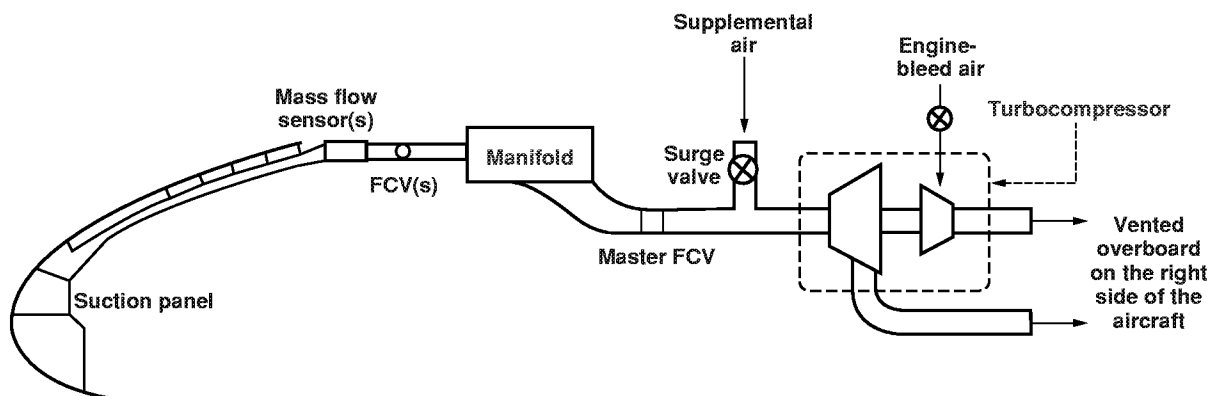 Supplemental
air
Engine-
bleed air
Turbocompressor
Mass flow
sensor(s)
Manifold
Surge
valve
FCV(s)
Master FCV
Suction panel
Vented
overboard
on the right
side of the
aircraft